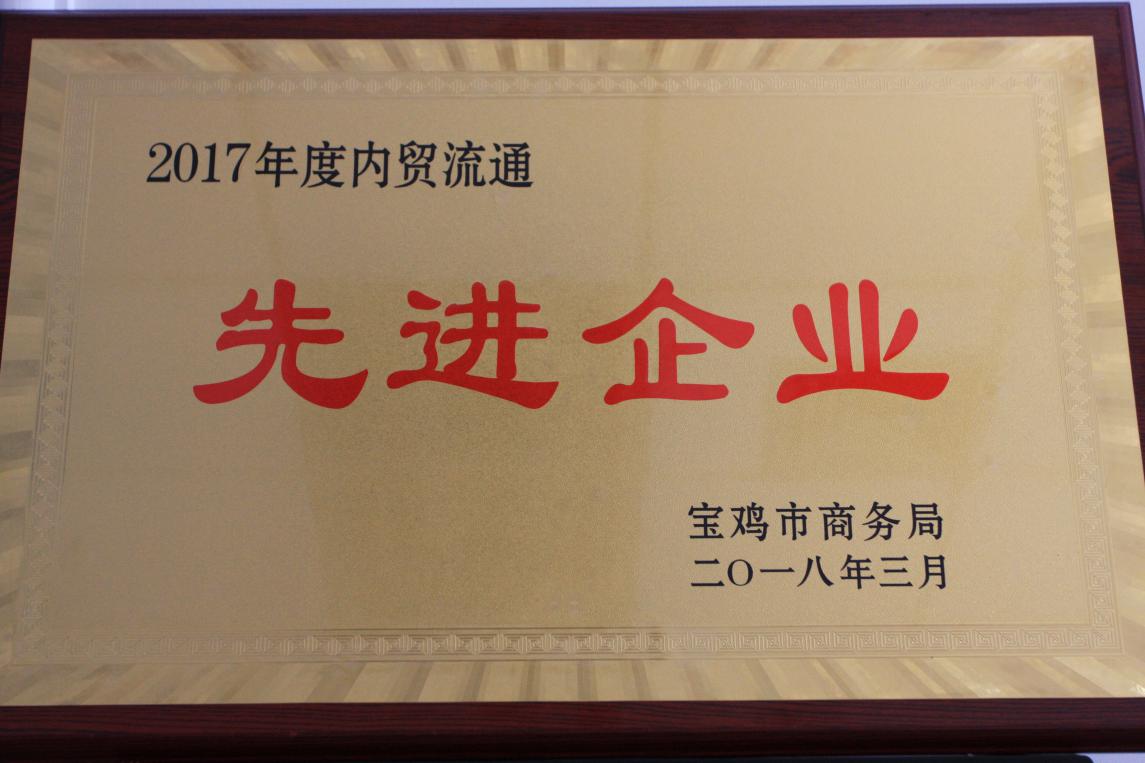 2017年度内贸流通
先进企业
宝鸡市商务局
二〇一八年三月